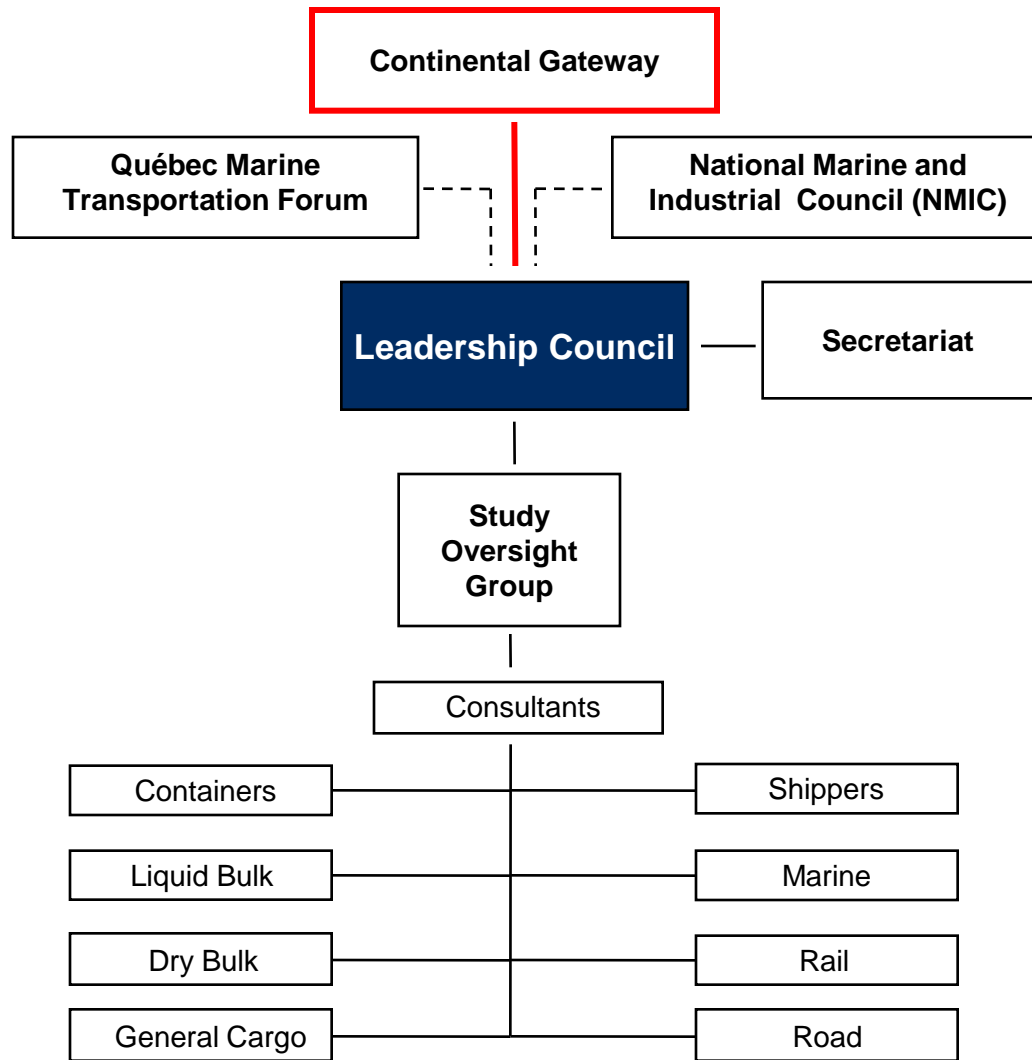 Continental Gateway
Québec Marine
Transportation Forum
National Marine and
Industrial Council (NMIC)
Leadership Council
Secretariat
Study
Oversight
Group
Consultants
Containers
Shippers
Liquid Bulk
Marine
Dry Bulk
Rail
General Cargo
Road